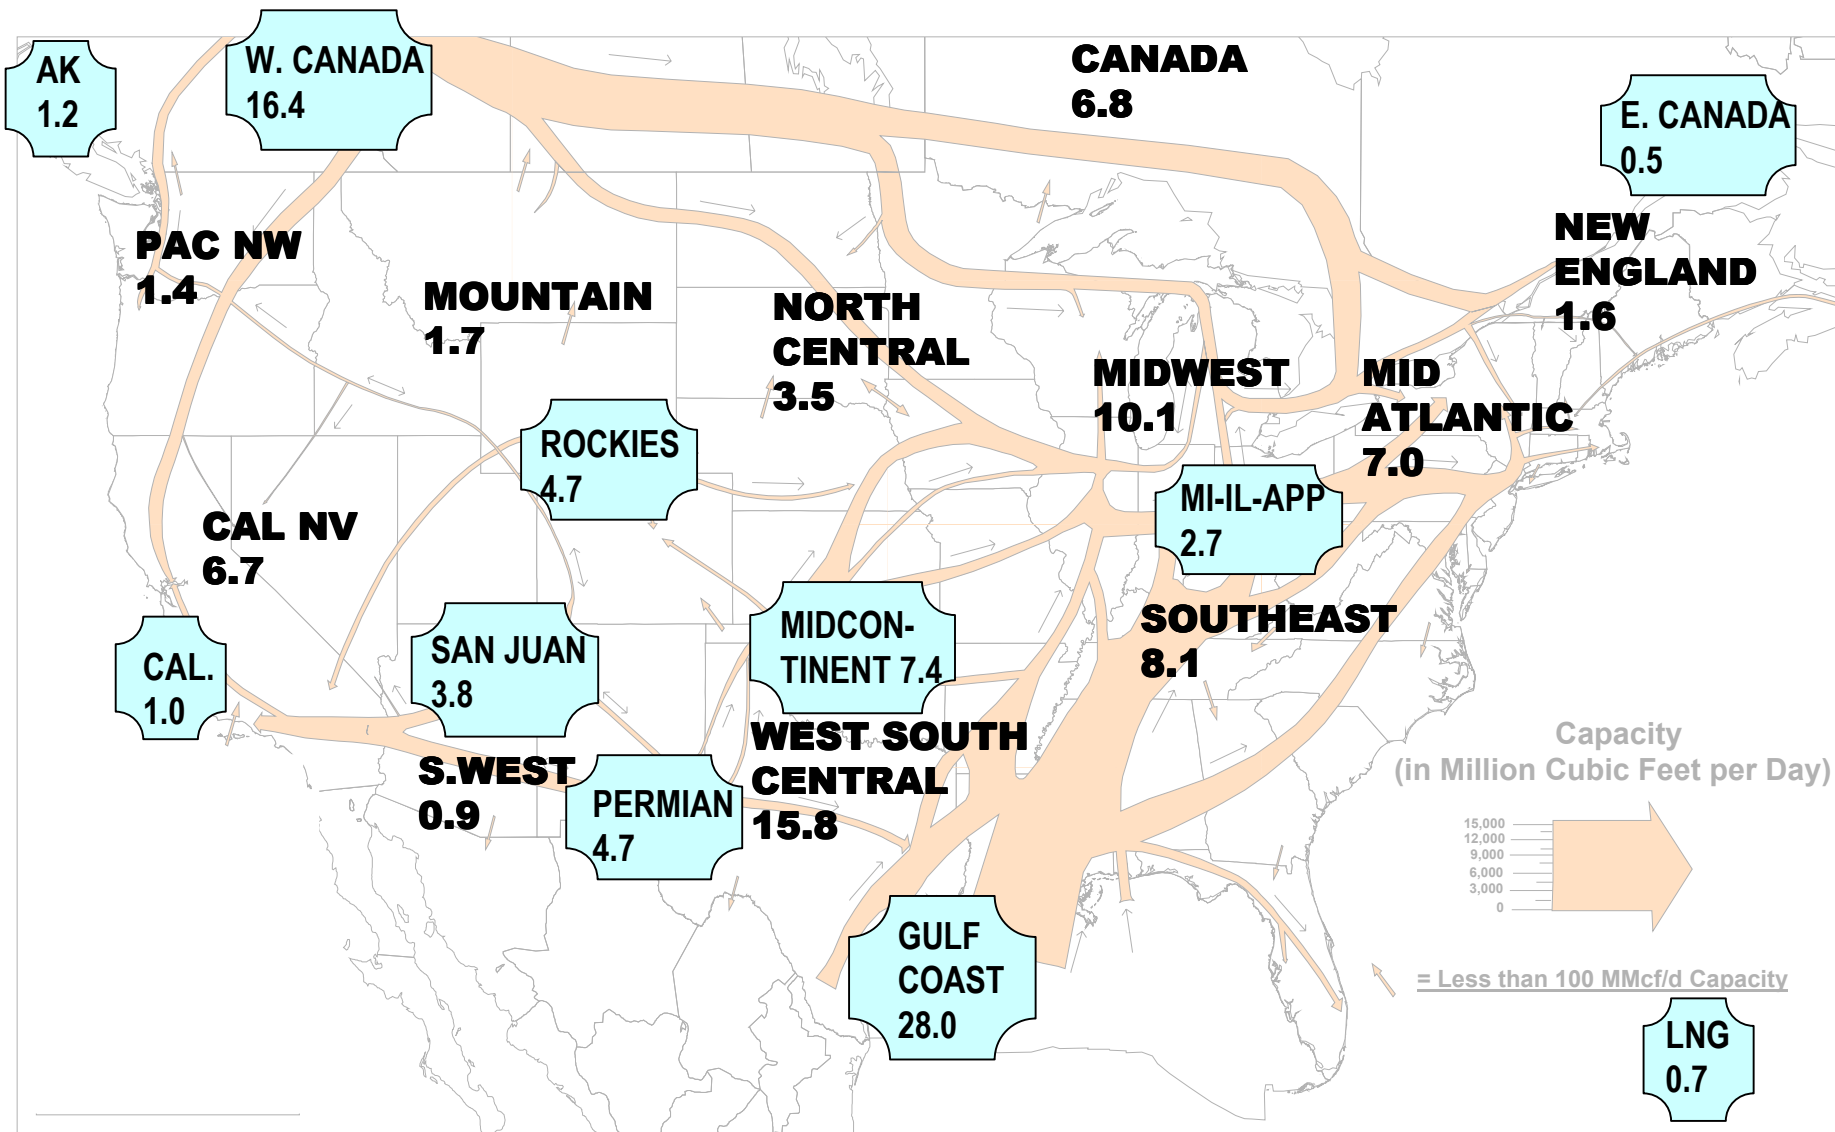 AK
1.2
W. CANADA
16.4
CANADA
6.8
E. CANADA
0.5
PAC NW
1.4
MOUNTAIN
1.7
NORTH
CENTRAL
3.5
MIDWEST
10.1
MID
ATLANTIC
7.0
NEW
ENGLAND
1.6
ROCKIES
4.7
MI-IL-APP
2.7
CAL NV
6.7
CAL.
1.0
SAN JUAN
3.8
MIDCON-
TINENT 7.4
SOUTHEAST
8.1
S.WEST
0.9
PERMIAN
4.7
WEST SOUTH
CENTRAL
15.8
GULF
COAST
28.0
Capacity
(in Million Cubic Feet per Day)
15,000
12,000
9,000
6,000
3,000
0
= Less than 100 MMcf/d Capacity
LNG
0.7